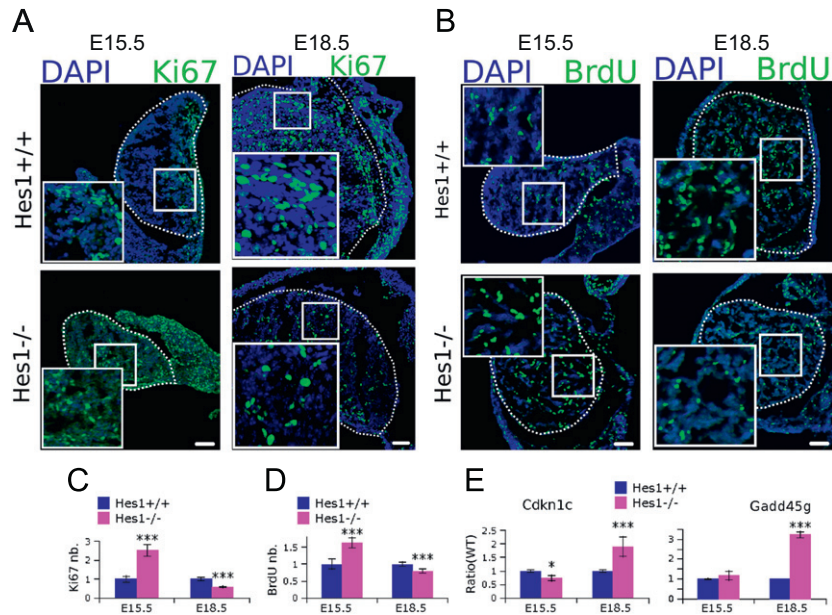 A
B
E15.5
E18.5
E15.5
E18.5
DAPI Ki67
DAPI Ki67
DAPI BrdU
DAPI BrdU
Hes1+/+
Hes1+/+
Hes1-/-
Hes1-/-
C
D
E
Hes1+/+
Hes1-/-
Hes1+/+
Hes1-/-
Hes1+/+
Hes1-/-
Cdkn1c
Gadd45g
Ki67 nb.
3
2
1
0
***
***
E15.5
E18.5
BrdU nb.
1.5
1
0.5
0
***
***
E15.5
E18.5
Ratio(WT)
2.5
2
1.5
1
0.5
0
*
***
E15.5
E18.5
3
2
1
0
***
E15.5
E18.5